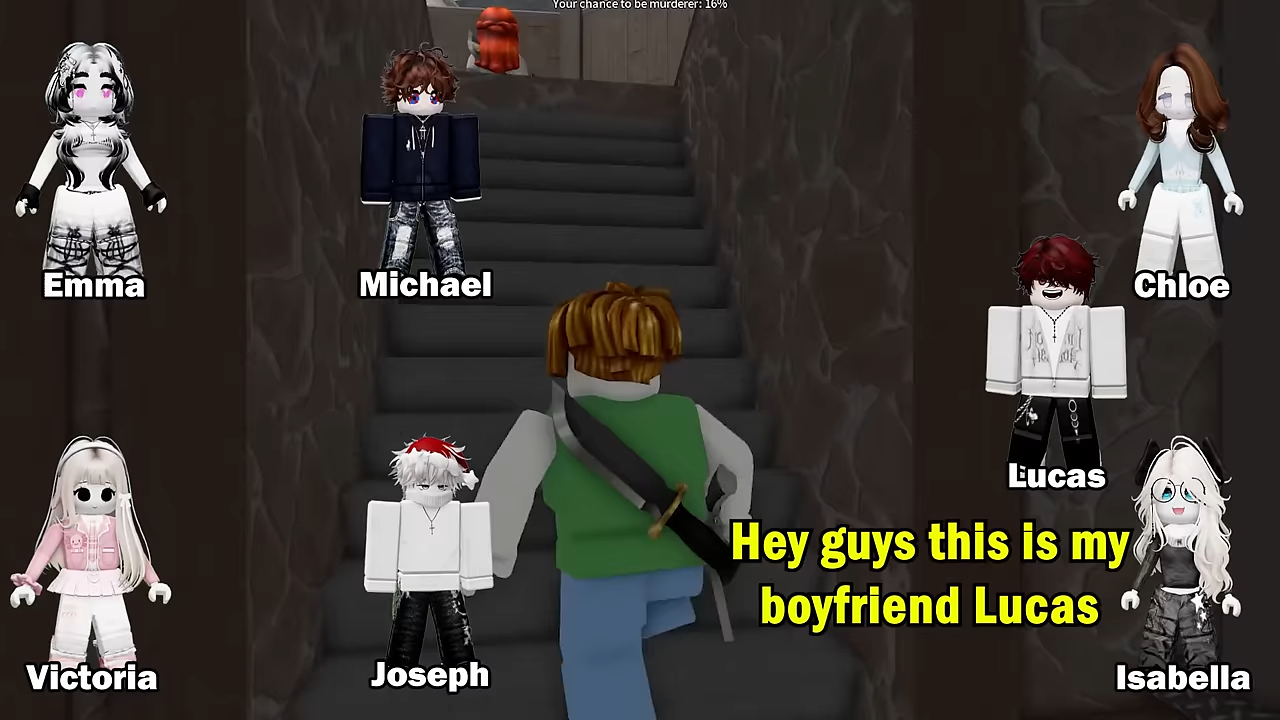 Your chance to be murderer: 16%
Emma
Michael
Chloe
Lucas
Hey guys this is my
boyfriend Lucas
Victoria
Joseph
Isabella